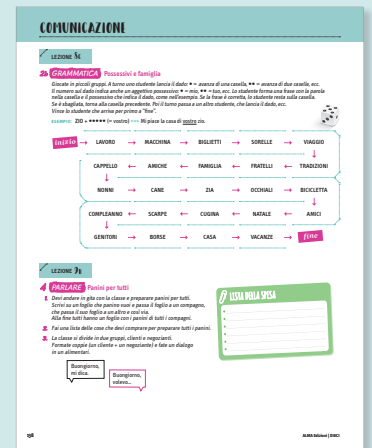 COMUNICAZIONE
LEZIONE 8C
2b GRAMMATICA Possessivi e famiglia
Giocate in piccoli gruppi. A turno uno studente lancia il dado: • = avanza di una casella, •• = avanza di due caselle, ecc.
Il numero sul dado indica anche un aggettivo possessivo: • = mio, •• = tuo, ecc. Lo studente forma una frase con la parola
nella casella e il possessivo che indica il dado, come nell'esempio. Se la frase è corretta, lo studente resta sulla casella.
Se è sbagliata, torna alla casella precedente. Poi il turno passa a un altro studente, che lancia il dado, ecc.
Vince lo studente che arriva per primo a "fine".
ESEMPIO: ZIO + ••••• (= vostro) >>> Mi piace la casa di vostro zio.
inizio → LAVORO → MACCHINA → BIGLIETTI → SORELLE → VIAGGIO
↓
CAPPELLO ← AMICHE ← FAMIGLIA ← FRATELLI ← TRADIZIONI
↓
NONNI → CANE → ZIA → OCCHIALI → BICICLETTA
↓
COMPLEANNO ← SCARPE ← CUGINA ← NATALE ← AMICI
↓
GENITORI → BORSE → CASA → VACANZE → fine
LEZIONE
4 PARLARE Panini per tutti
1. Devi andare in gita con la classe e preparare panini per tutti.
Scrivi su un foglio che panino vuoi e passa il foglio a un compagno,
che passa il suo foglio a un altro e così via.
Alla fine tutti hanno un foglio con i panini di tutti i compagni.
2. Fai una lista delle cose che devi comprare per preparare tutti i panini.
3. La classe si divide in due gruppi, clienti e negozianti.
Formate coppie (un cliente + un negoziante) e fate un dialogo
in un alimentari.
LISTA DELLA SPESA
Buongiorno,
mi dica.
Buongiorno,
volevo...
138
ALMA Edizioni | DIECI